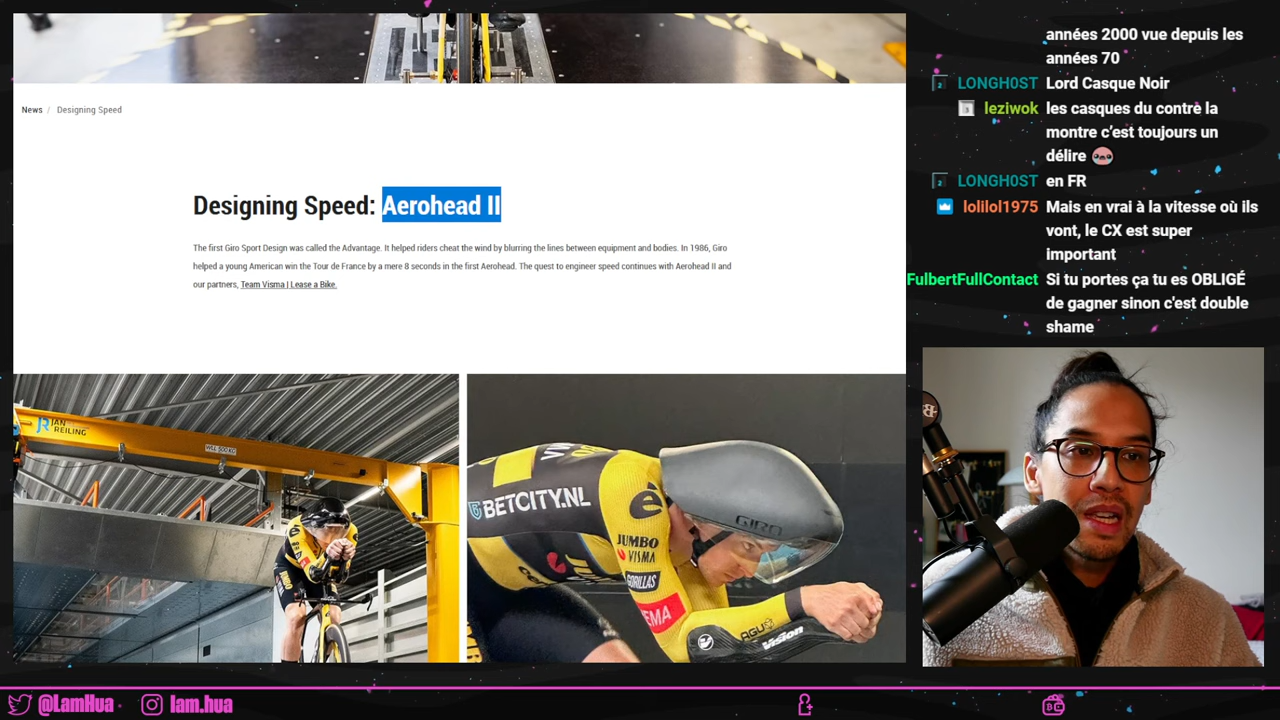 News / Designing Speed
Designing Speed: Aerohead II
The first Giro Sport Design was called the Advantage. It helped riders cheat the wind by blurring the lines between equipment and bodies. In 1986, Giro
helped a young American win the Tour de France by a mere 8 seconds in the first Aerohead. The quest to engineer speed continues with Aerohead II and
our partners, Team Visma | Lease a Bike.
JR JAN
REILING
BETCITY.NL
GIRO
JUMBO
VISMA
GORILLAS
EMA
AGU
Vision
années 2000 vue depuis les
années 70
LONGH0ST Lord Casque Noir
leziwok les casques du contre la
montre c'est toujours un
délire
LONGH0ST en FR
lolilol1975 Mais en vrai à la vitesse où ils
vont, le CX est super
important
FulbertFullContact Si tu portes ça tu es OBLIGÉ
de gagner sinon c'est double
shame
@LamHua
lam.hua